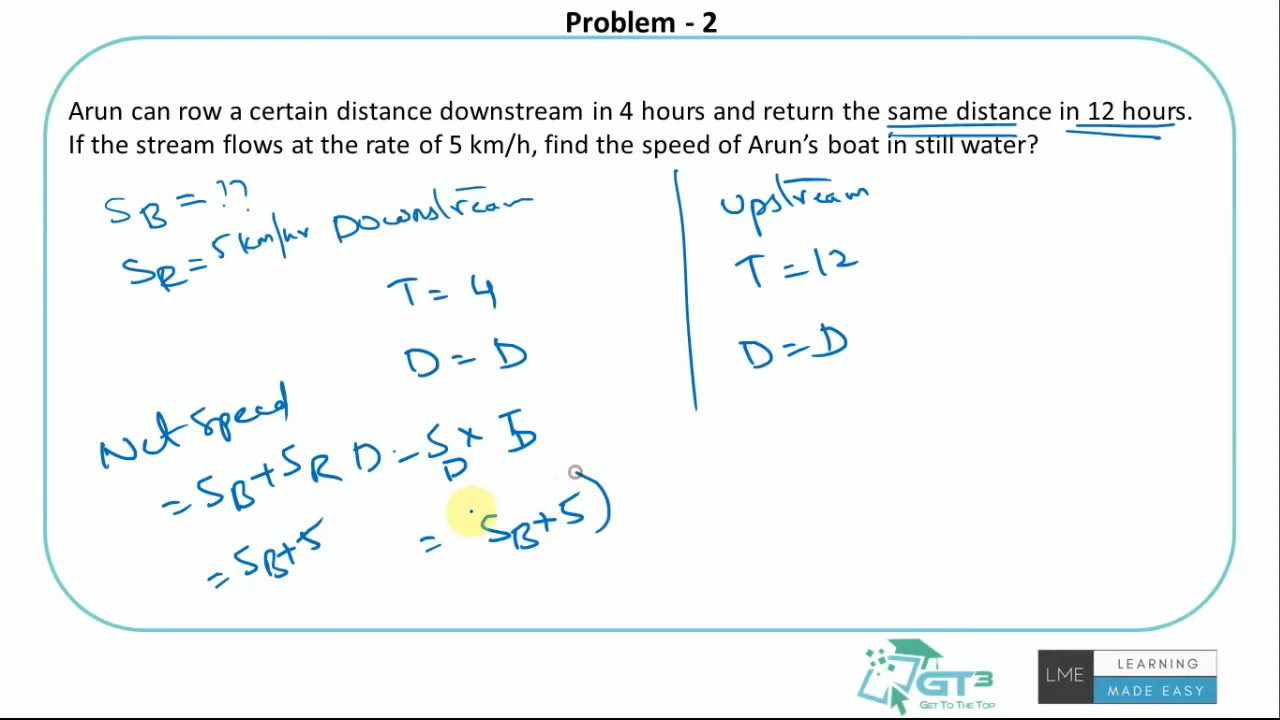 Problem - 2
Arun can row a certain distance downstream in 4 hours and return the same distance in 12 hours.
If the stream flows at the rate of 5 km/h, find the speed of Arun's boat in still water?
SB = ??
SR = 5 km/hr
Downstream
T = 4
D = D
Net Speed
= SB + SR
= SB + 5
D = S × T
D
= SB + 5)
Upstream
T = 12
D = D
GT3
GET TO THE TOP
LME
LEARNING
MADE EASY